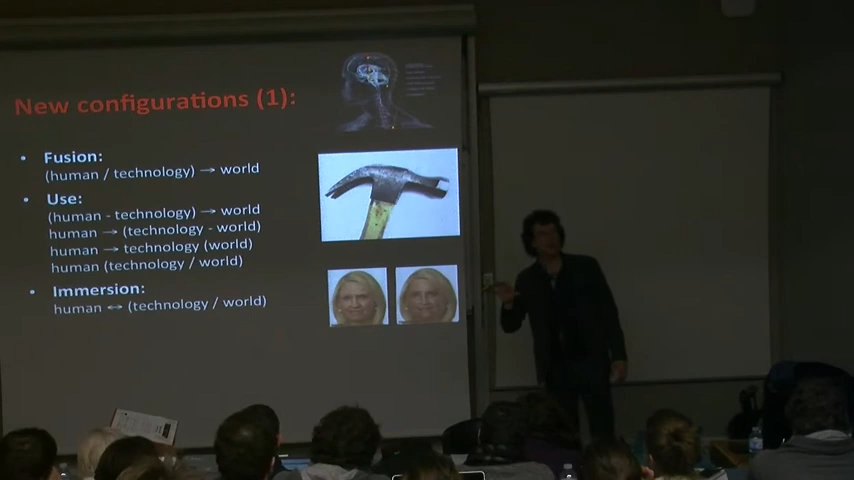 New configurations (1):
• Fusion:
(human / technology) → world
• Use:
(human - technology) → world
human → (technology - world)
human → technology (world)
human (technology / world)
• Immersion:
human ↔ (technology / world)